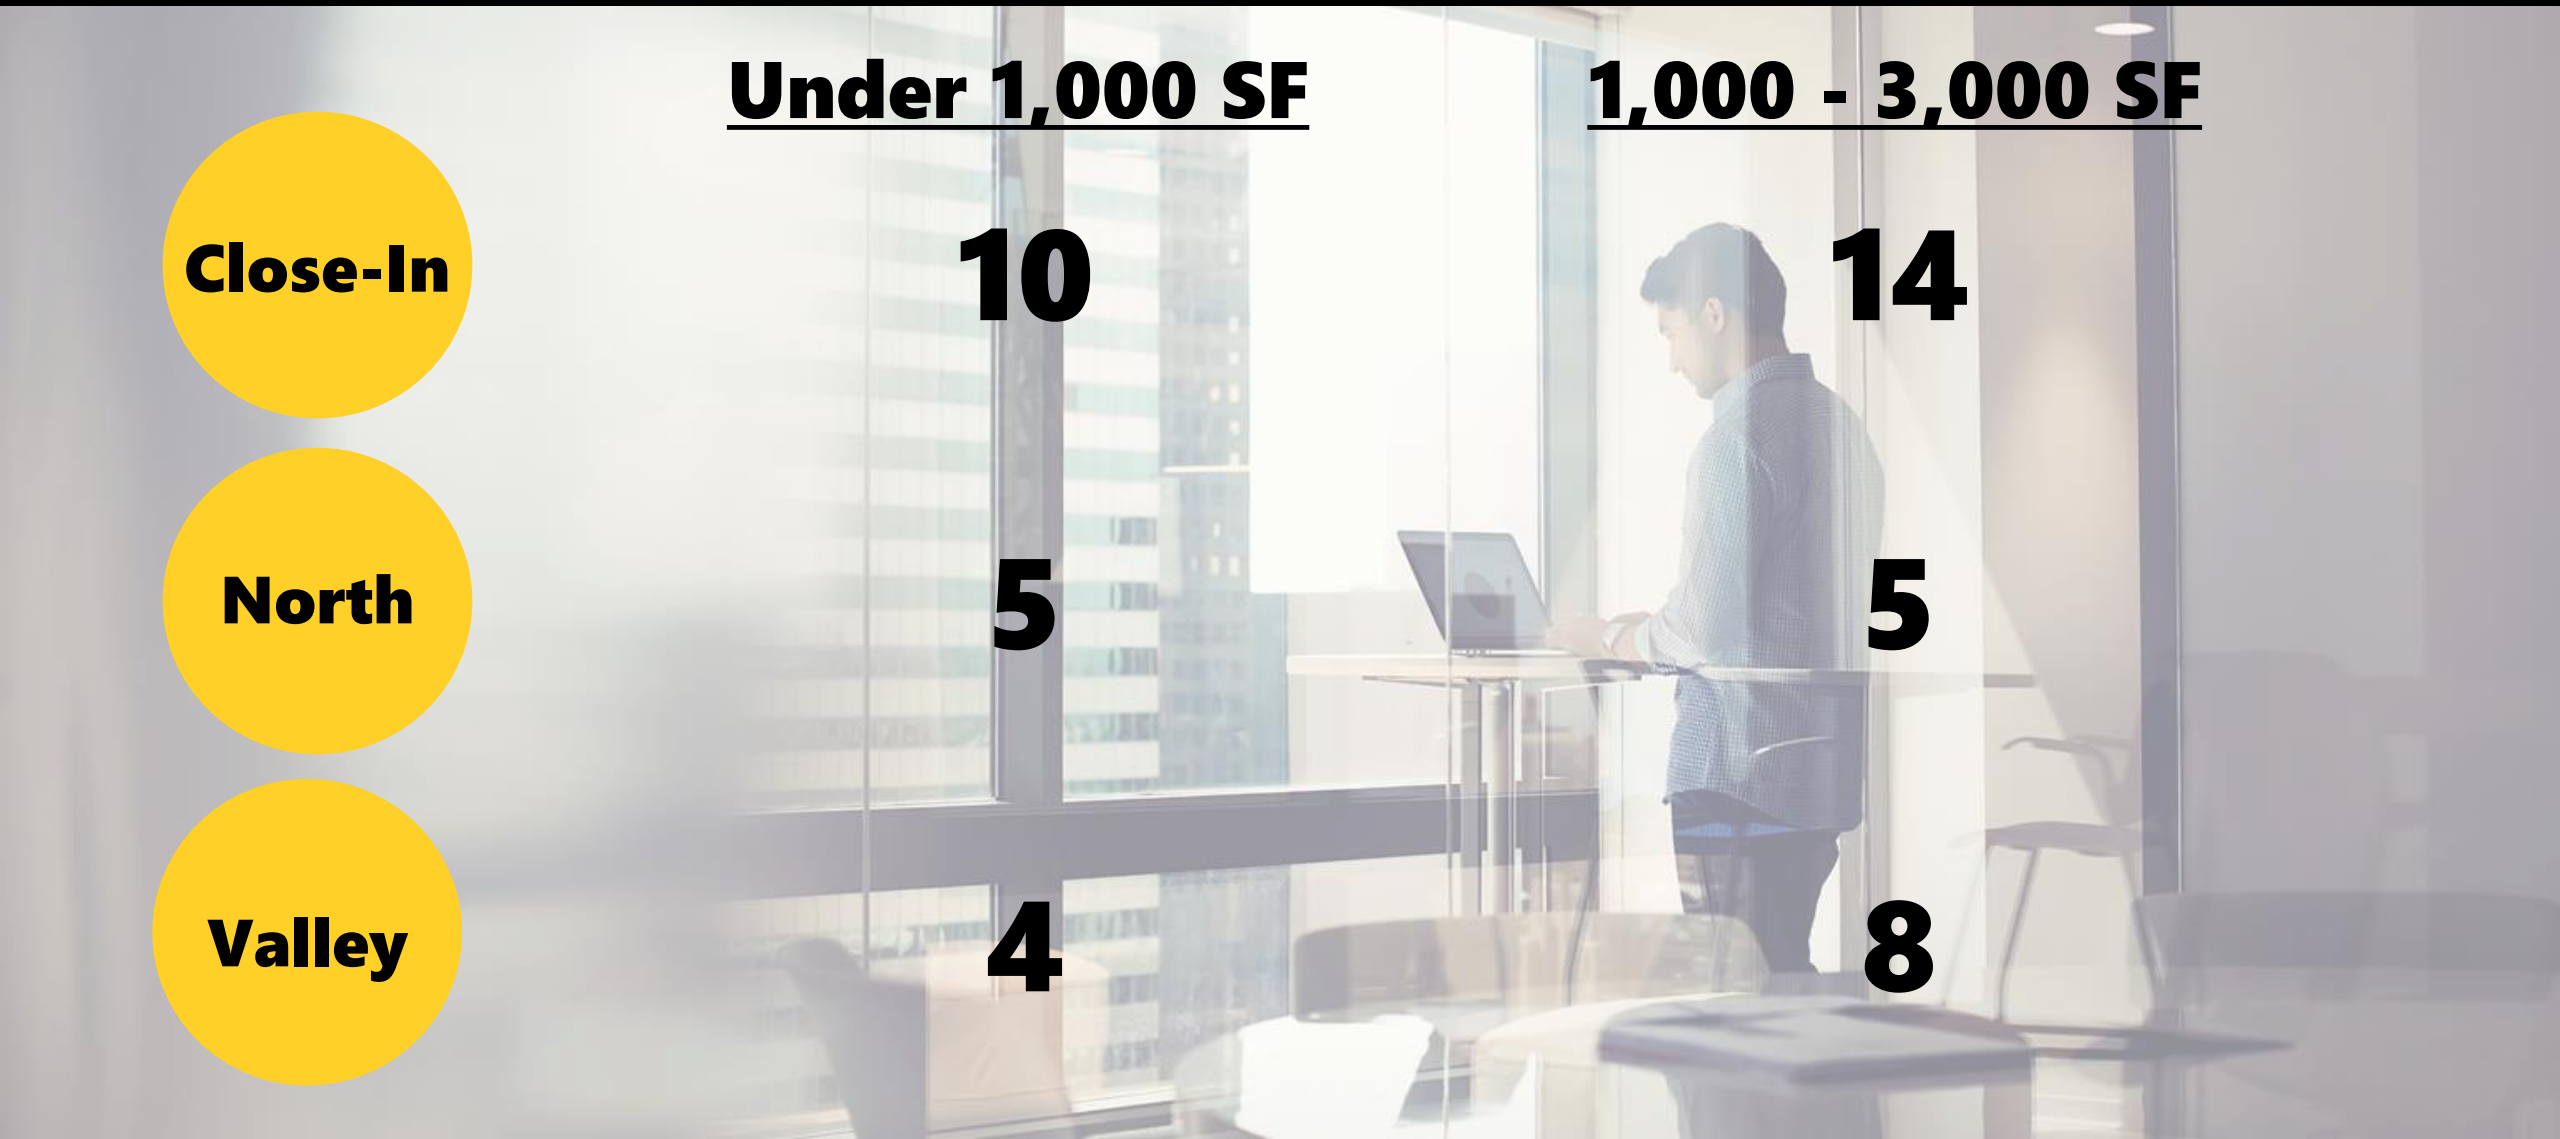 Under 1,000 SF 1,000 - 3,000 SF
Close-In 10 14
North 5 5
Valley 4 8